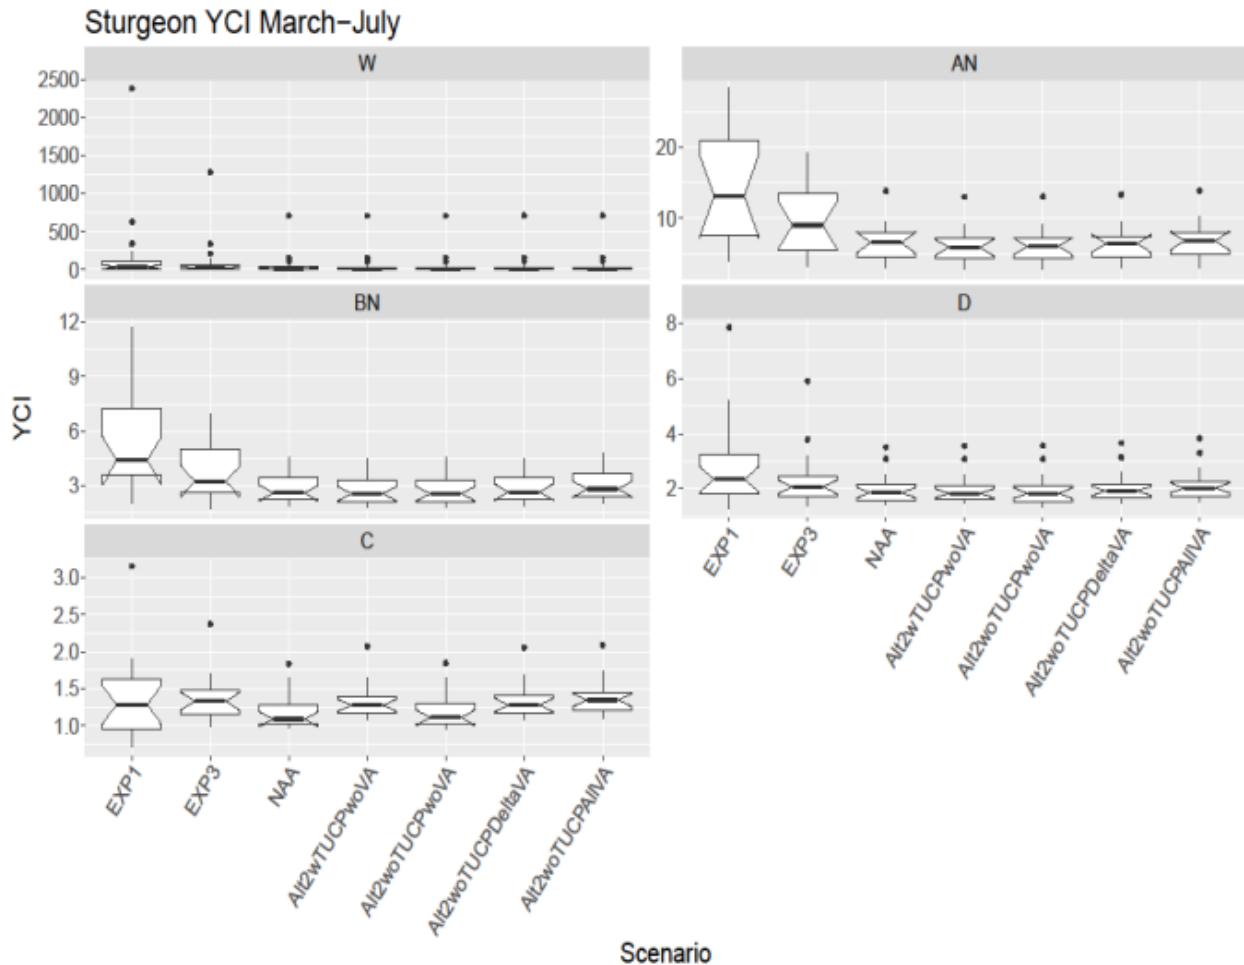 Sturgeon YCI March–July
W
2500
2000
1500
1000
500
0
AN
20
10
BN
12
9
6
3
D
8
6
4
2
C
3.0
2.5
2.0
1.5
1.0
YCI
EXP1
EXP3
NAA
Alt2wTUCPwoVA
Alt2woTUCPwoVA
Alt2woTUCPDeltaVA
Alt2woTUCPAllVA
EXP1
EXP3
NAA
Alt2wTUCPwoVA
Alt2woTUCPwoVA
Alt2woTUCPDeltaVA
Alt2woTUCPAllVA
Scenario